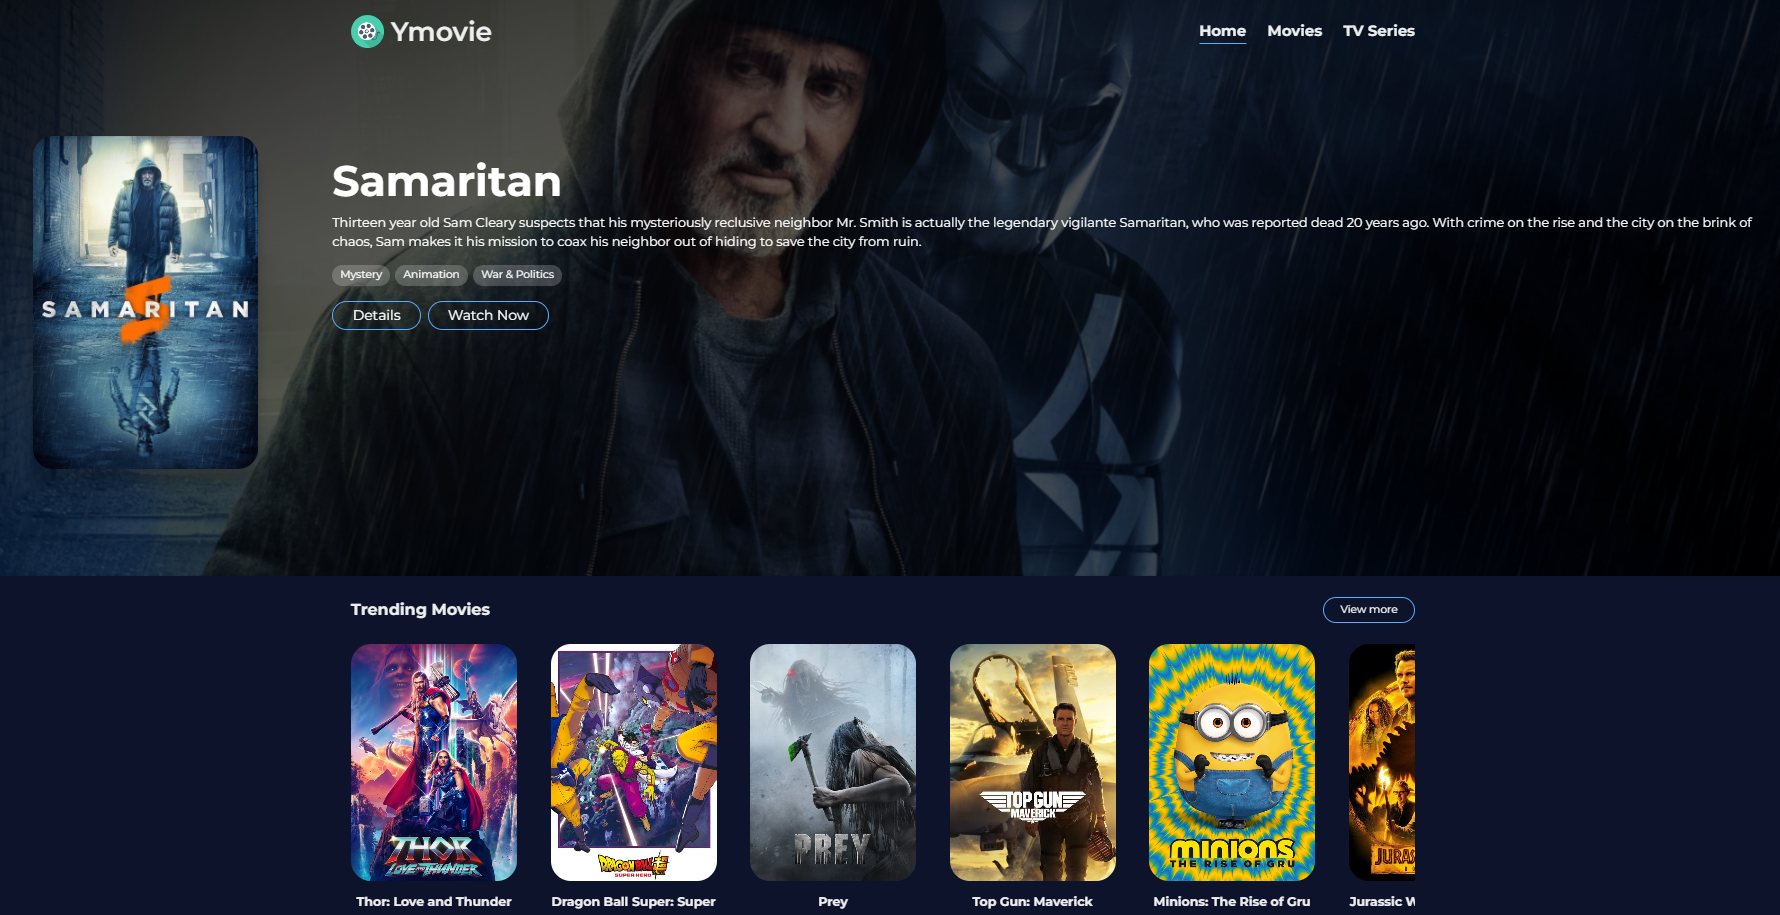 Ymovie
Home Movies TV Series
Samaritan
Thirteen year old Sam Cleary suspects that his mysteriously reclusive neighbor Mr. Smith is actually the legendary vigilante Samaritan, who was reported dead 20 years ago. With crime on the rise and the city on the brink of
chaos, Sam makes it his mission to coax his neighbor out of hiding to save the city from ruin.
Mystery Animation War & Politics
Details Watch Now
SAMARITAN
Trending Movies
View more
THOR
LOVE AND THUNDER
DRAGONBALL SUPER
SUPER HERO
PREY
TOP GUN
MAVERICK
MINIONS
THE RISE OF GRU
JURAS
Thor: Love and Thunder
Dragon Ball Super: Super
Prey
Top Gun: Maverick
Minions: The Rise of Gru
Jurassic W